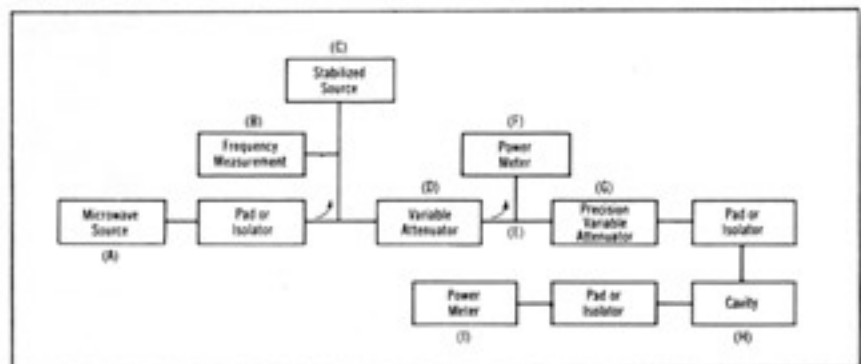 (C)
Stabilized
Source
(B)
Frequency
Measurement
(F)
Power
Meter
(D)
(G)
Microwave
Source
Pad or
Isolator
Variable
Attenuator
Precision
Variable
Attenuator
Pad or
Isolator
(A)
(E)
Power
Meter
Pad or
Isolator
Cavity
(I)
(H)